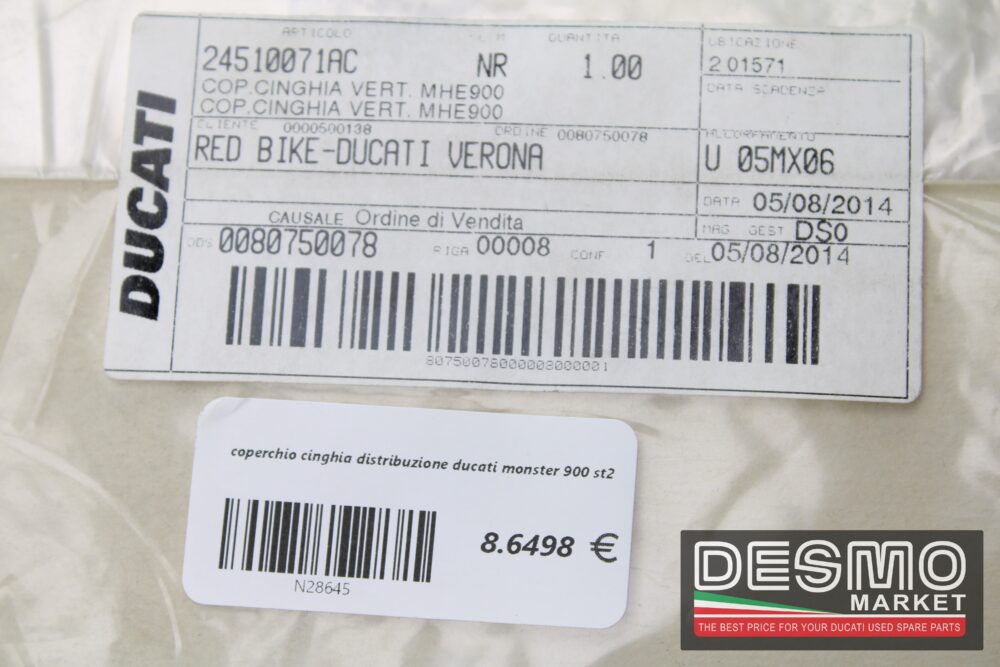 DUCATI
ARTICOLO
QUANTITA
UBICAZIONE
24510071AC NR 1.00
2 01571
COP.CINGHIA VERT. MHE900
COP.CINGHIA VERT. MHE900
DATA SCADENZA
CLIENTE 0000500138 ORDINE 0080750078
RED BIKE-DUCATI VERONA
U 05MX06
DATA 05/08/2014
CAUSALE Ordine di Vendita
MAG GEST DS0
DDS 0080750078 RIGA 00008 CONF 1 DEL 05/08/2014
80750078000008000001
coperchio cinghia distribuzione ducati monster 900 st2
8.6498 €
N28645
DESMO
MARKET
THE BEST PRICE FOR YOUR DUCATI USED SPARE PARTS